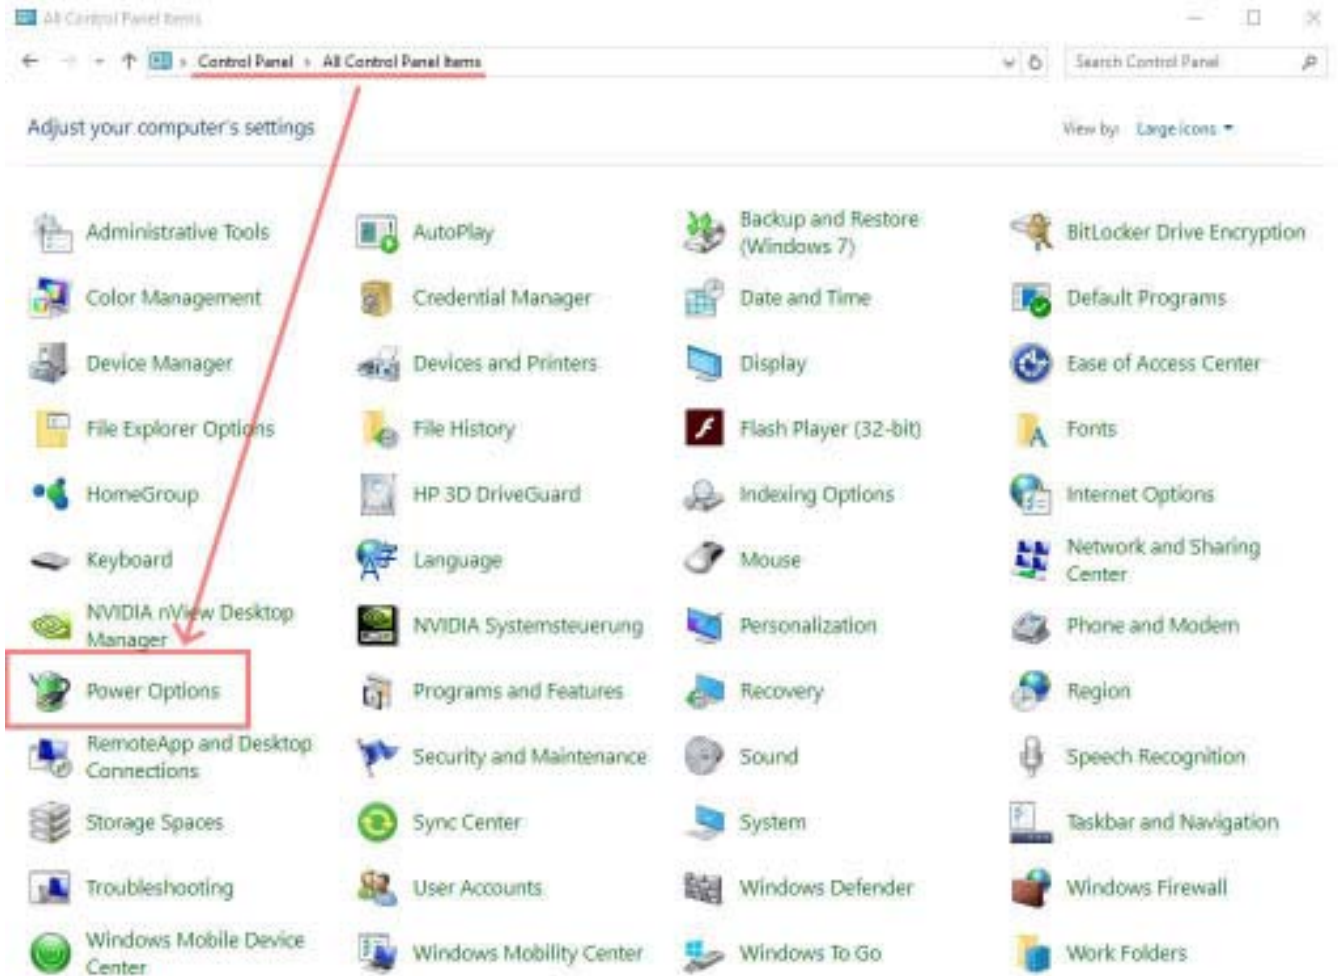 All Control Panel Items
Control Panel › All Control Panel Items
Search Control Panel
Adjust your computer's settings
View by: Large icons
Administrative Tools
AutoPlay
Backup and Restore
(Windows 7)
BitLocker Drive Encryption
Color Management
Credential Manager
Date and Time
Default Programs
Device Manager
Devices and Printers
Display
Ease of Access Center
File Explorer Options
File History
Flash Player (32-bit)
Fonts
HomeGroup
HP 3D DriveGuard
Indexing Options
Internet Options
Keyboard
Language
Mouse
Network and Sharing
Center
NVIDIA nView Desktop
Manager
NVIDIA Systemsteuerung
Personalization
Phone and Modem
Power Options
Programs and Features
Recovery
Region
RemoteApp and Desktop
Connections
Security and Maintenance
Sound
Speech Recognition
Storage Spaces
Sync Center
System
Taskbar and Navigation
Troubleshooting
User Accounts
Windows Defender
Windows Firewall
Windows Mobile Device
Center
Windows Mobility Center
Windows To Go
Work Folders